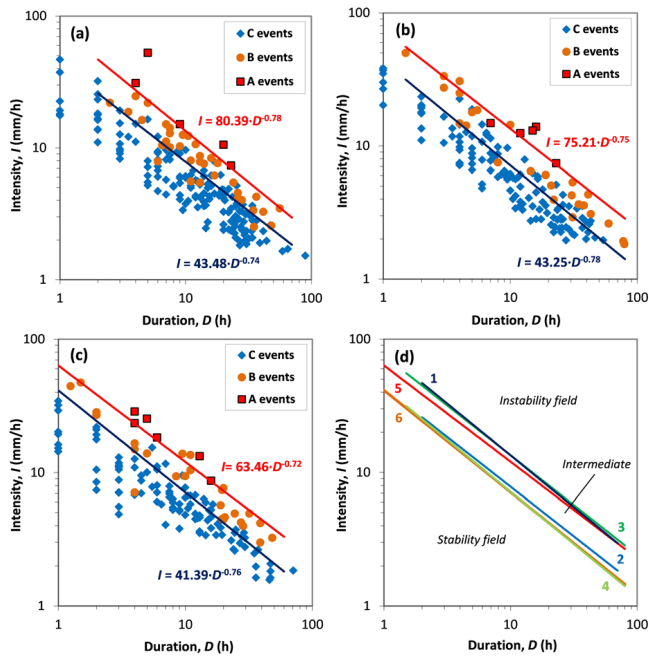 (a)
C events
B events
A events
I = 80.39·D^-0.78
I = 43.48·D^-0.74
Intensity, I (mm/h)
100
10
1
1
10
100
Duration, D (h)
(b)
C events
B events
A events
I = 75.21·D^-0.75
I = 43.25·D^-0.78
Intensity, I (mm/h)
100
10
1
1
10
100
Duration, D (h)
(c)
C events
B events
A events
I = 63.46·D^-0.72
I = 41.39·D^-0.76
Intensity, I (mm/h)
100
10
1
1
10
100
Duration, D (h)
(d)
1
5
6
Instability field
Intermediate
3
Stability field
2
4
Intensity, I (mm/h)
100
10
1
1
10
100
Duration, D (h)